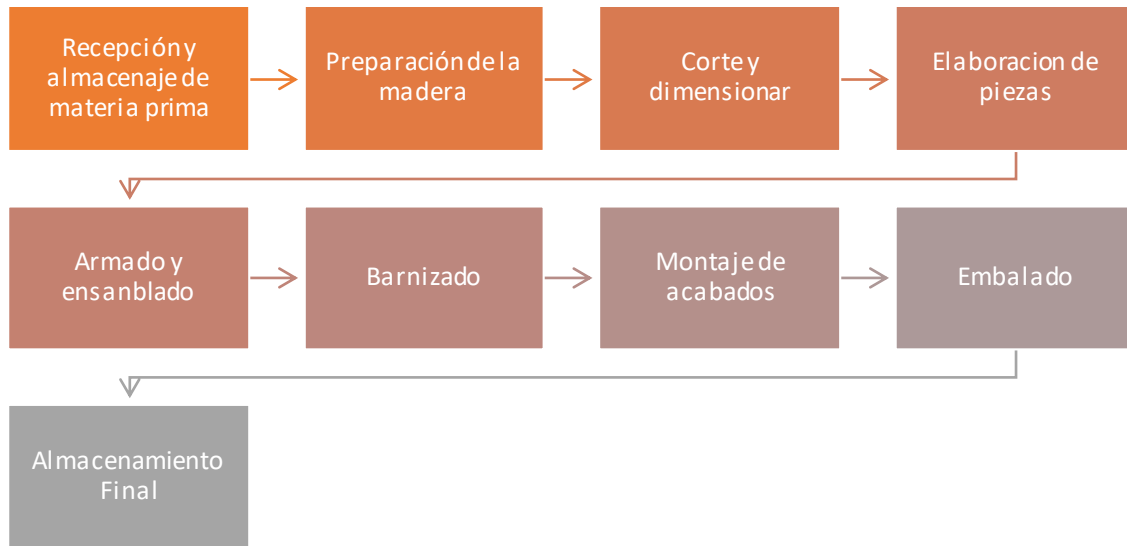 Recepción y
almacenaje de
materia prima
Preparación de la
madera
Corte y
dimensionar
Elaboracion de
piezas
Armado y
ensanblado
Barnizado
Montaje de
acabados
Embalado
Almacenamiento
Final